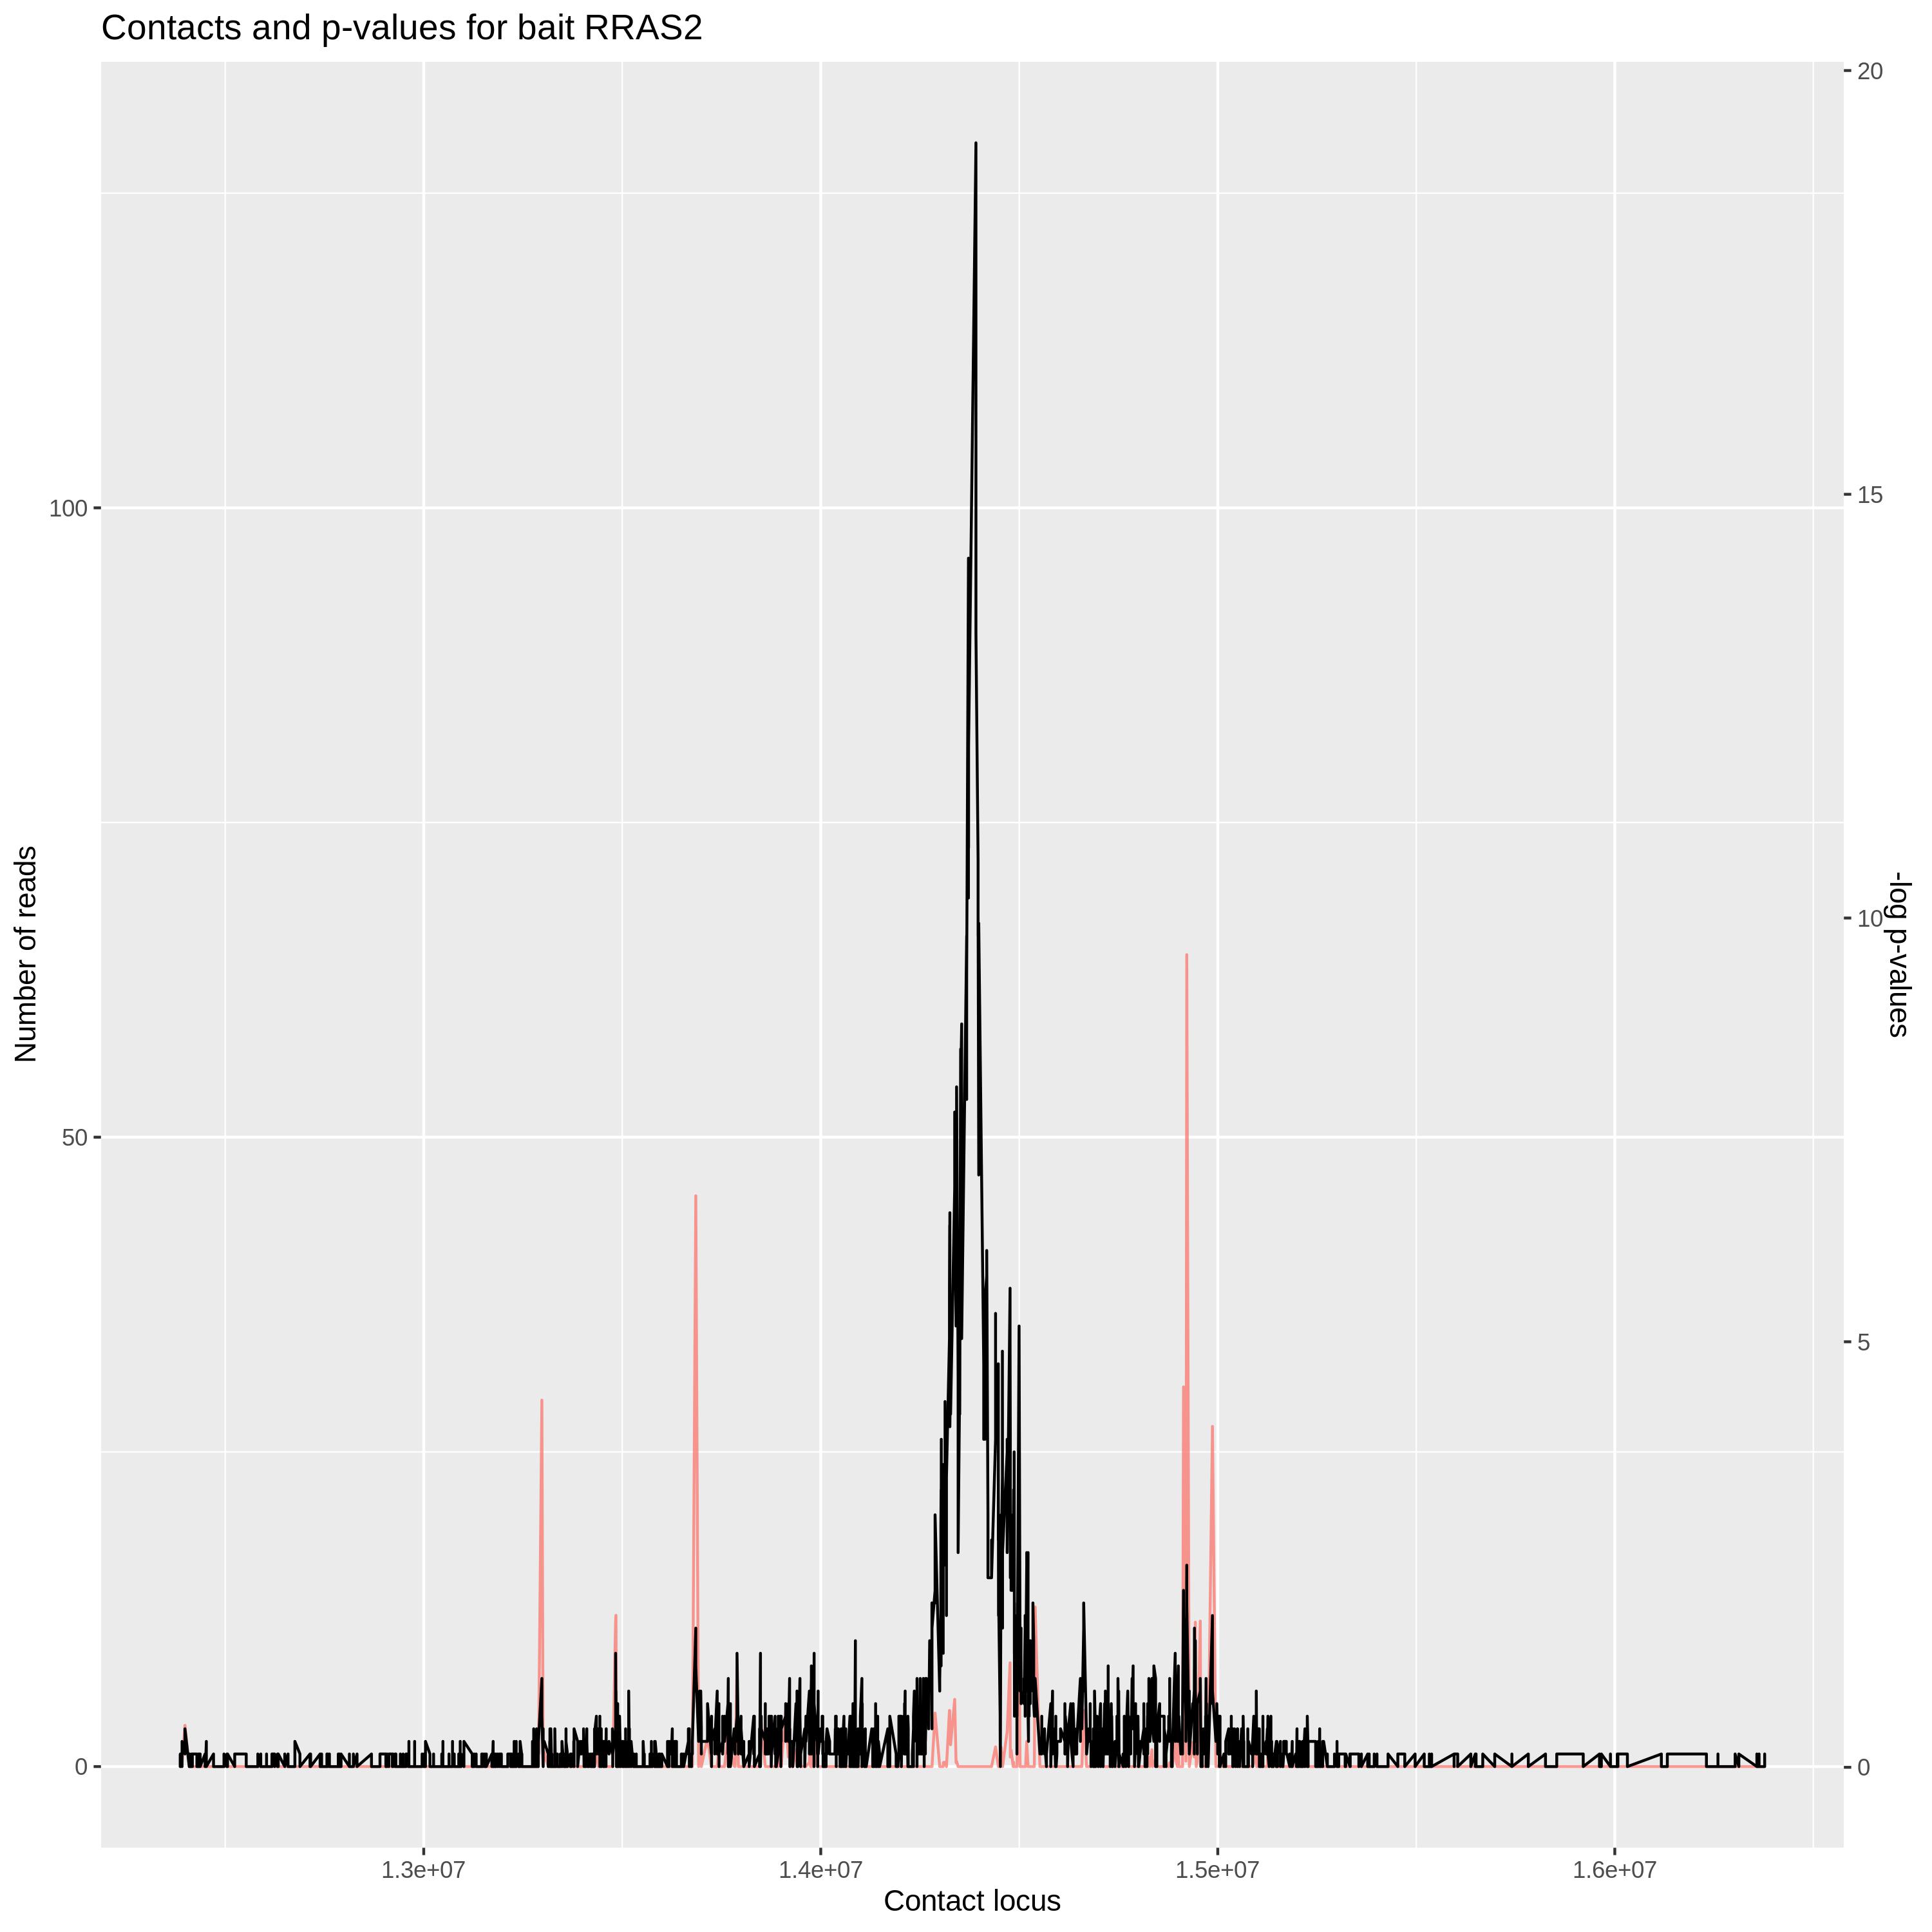 Contacts and p-values for bait RRAS2
Number of reads
100
50
0
20
15
10
5
0
-log p-values
1.3e+07
1.4e+07
1.5e+07
1.6e+07
Contact locus